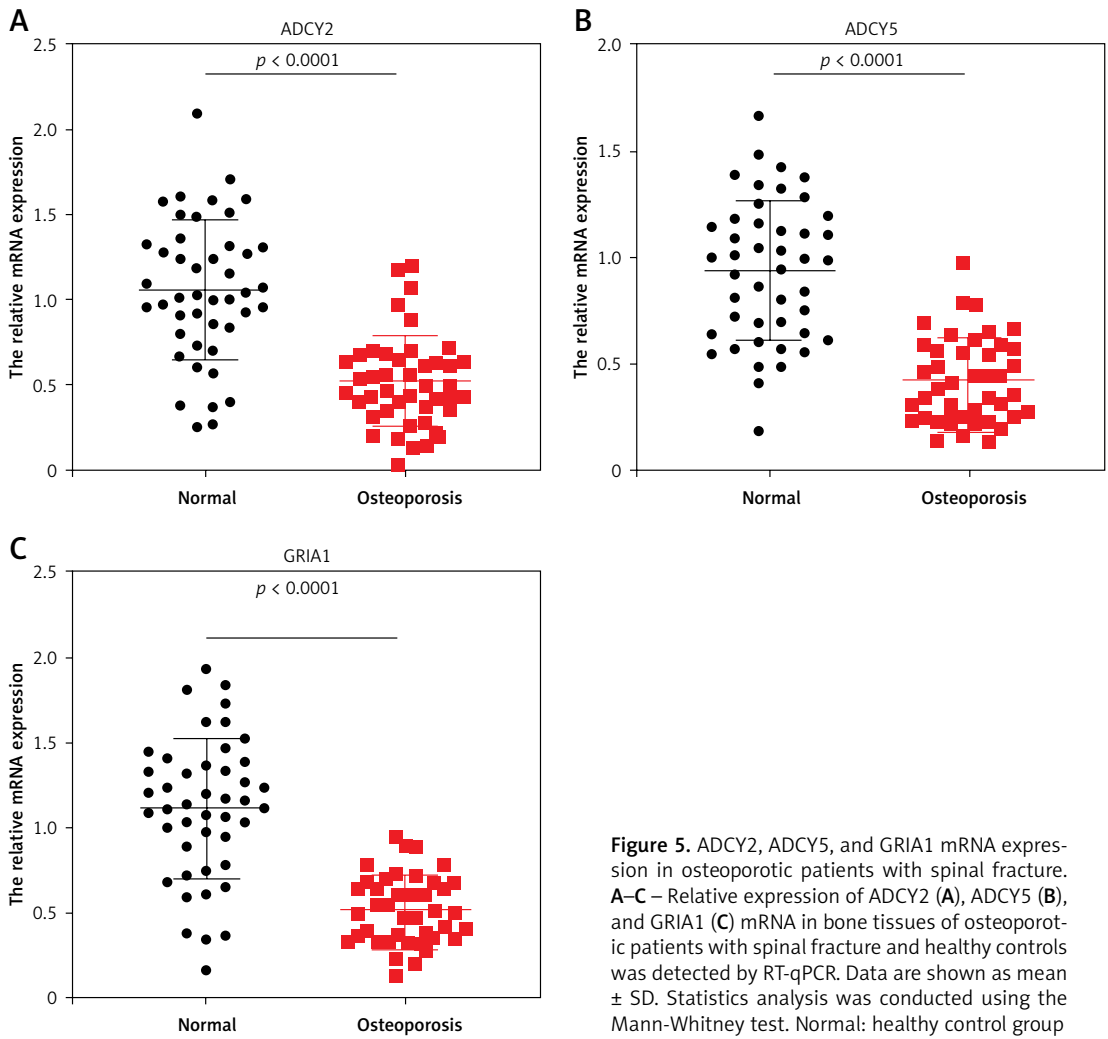 A
ADCY2
p < 0.0001
The relative mRNA expression
2.5
2.0
1.5
1.0
0.5
0
Normal
Osteoporosis
B
ADCY5
p < 0.0001
The relative mRNA expression
2.0
1.5
1.0
0.5
0
Normal
Osteoporosis
C
GRIA1
p < 0.0001
The relative mRNA expression
2.5
2.0
1.5
1.0
0.5
0
Normal
Osteoporosis
Figure 5. ADCY2, ADCY5, and GRIA1 mRNA expres-
sion in osteoporotic patients with spinal fracture.
A–C – Relative expression of ADCY2 (A), ADCY5 (B),
and GRIA1 (C) mRNA in bone tissues of osteoporot-
ic patients with spinal fracture and healthy controls
was detected by RT-qPCR. Data are shown as mean
± SD. Statistics analysis was conducted using the
Mann-Whitney test. Normal: healthy control group